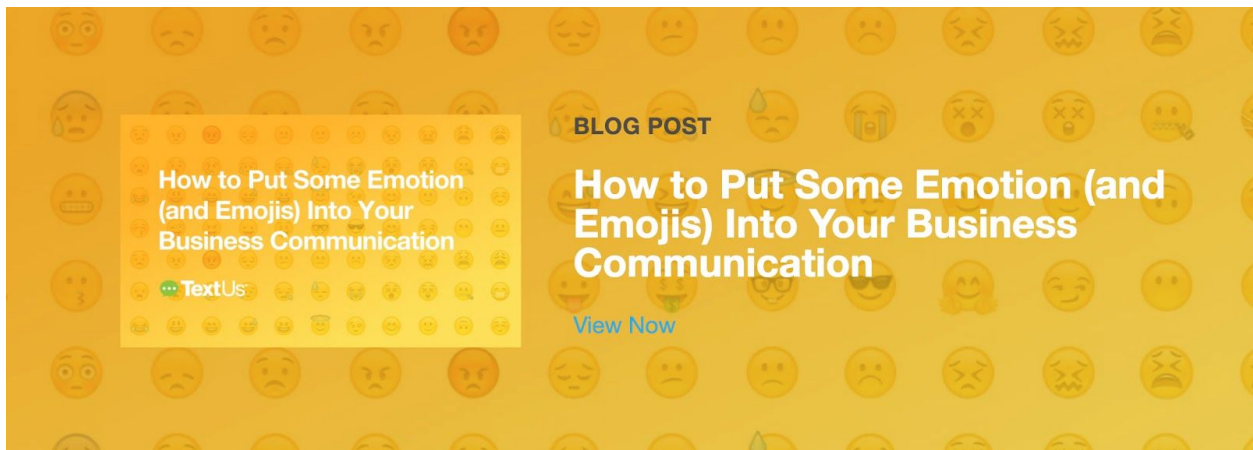 How to Put Some Emotion
(and Emojis) Into Your
Business Communication
TextUs
BLOG POST
How to Put Some Emotion (and
Emojis) Into Your Business
Communication
View Now